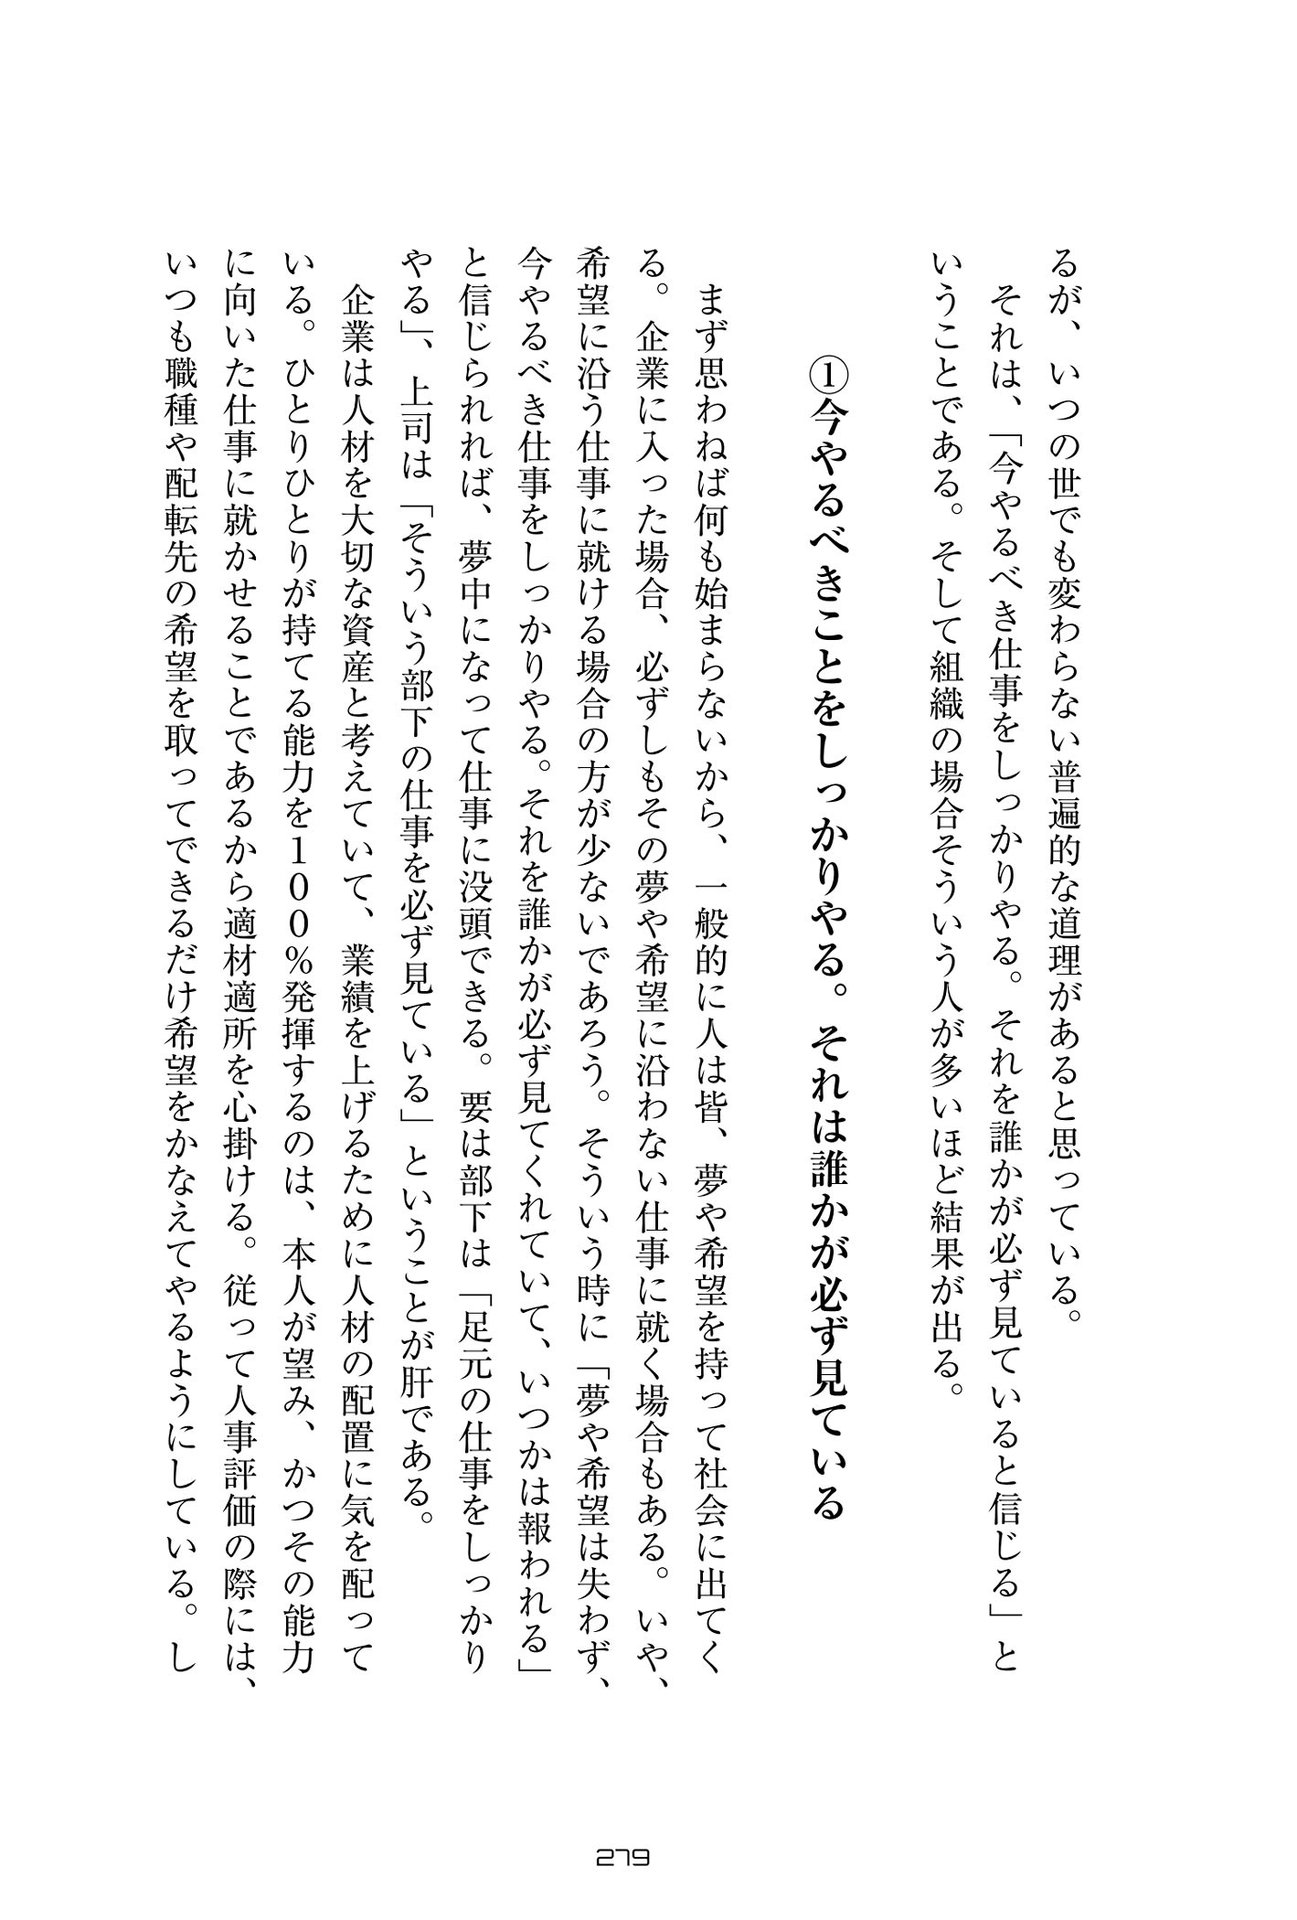 るが、いつの世でも変わらない普遍的な道理があると思っている。
それは、「今やるべき仕事をしっかりやる。それを誰かが必ず見ていると信じる」と
いうことである。そして組織の場合そういう人が多いほど結果が出る。
①今やるべきことをしっかりやる。それは誰かが必ず見ている
まず思わねば何も始まらないから、一般的に人は皆、夢や希望を持って社会に出てく
る。企業に入った場合、必ずしもその夢や希望に沿わない仕事に就く場合もある。いや、
希望に沿う仕事に就ける場合の方が少ないであろう。そういう時に「夢や希望は失わず、
今やるべき仕事をしっかりやる。それを誰かが必ず見てくれていて、いつかは報われる」
と信じられれば、夢中になって仕事に没頭できる。要は部下は「足元の仕事をしっかり
やる」、上司は「そういう部下の仕事を必ず見ている」ということが肝である。
企業は人材を大切な資産と考えていて、業績を上げるために人材の配置に気を配って
いる。ひとりひとりが持てる能力を100%発揮するのは、本人が望み、かつその能力
に向いた仕事に就かせることであるから適材適所を心掛ける。従って人事評価の際には、
いつも職種や配転先の希望を取ってできるだけ希望をかなえてやるようにしている。し
279